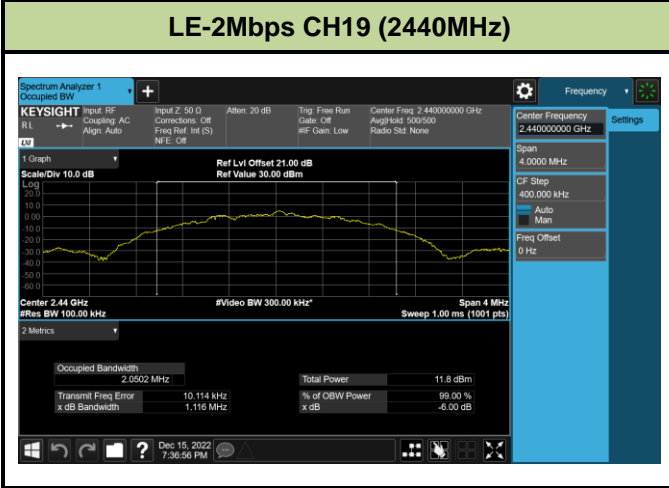 LE-2Mbps CH19 (2440MHz)
Spectrum Analyzer 1
Occupied BW
+
Frequency
KEYSIGHT
RL
LXI
Input: RF
Coupling: AC
Align: Auto
Input Z: 50 Ω
Corrections: Off
Freq Ref: Int (S)
NFE: Off
Atten: 20 dB
Trig: Free Run
Gate: Off
#IF Gain: Low
Center Freq: 2.440000000 GHz
Avg|Hold: 500/500
Radio Std: None
Center Frequency
2.440000000 GHz
Settings
Span
4.0000 MHz
CF Step
400.000 kHz
Auto
Man
Freq Offset
0 Hz
1 Graph
Scale/Div 10.0 dB
Ref Lvl Offset 21.00 dB
Ref Value 30.00 dBm
Log
20.0
10.0
0.00
-10.0
-20.0
-30.0
-40.0
-50.0
-60.0
Center 2.44 GHz
#Video BW 300.00 kHz*
Span 4 MHz
#Res BW 100.00 kHz
Sweep 1.00 ms (1001 pts)
2 Metrics
Occupied Bandwidth
2.0502 MHz
Total Power 11.8 dBm
Transmit Freq Error 10.114 kHz
% of OBW Power 99.00 %
x dB Bandwidth 1.116 MHz
x dB -6.00 dB
?
Dec 15, 2022
7:36:56 PM